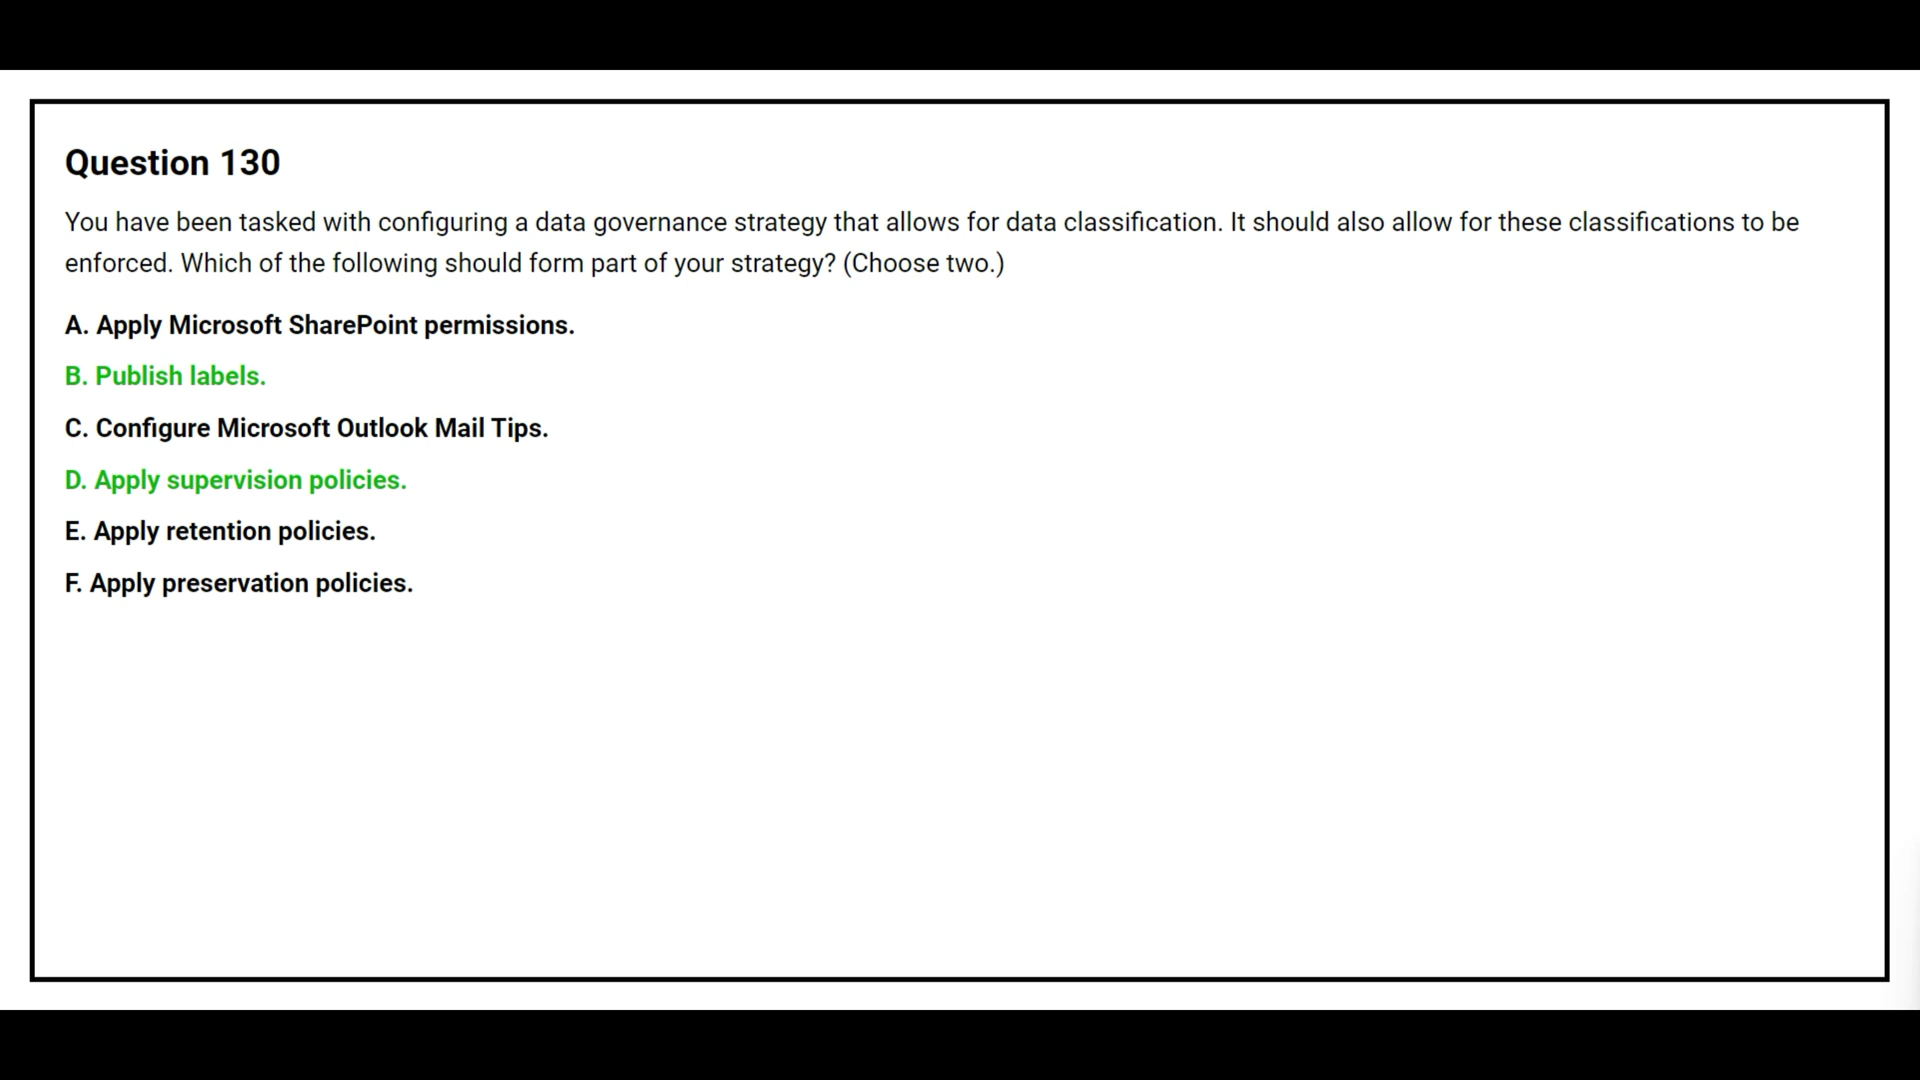 Question 130
You have been tasked with configuring a data governance strategy that allows for data classification. It should also allow for these classifications to be
enforced. Which of the following should form part of your strategy? (Choose two.)
A. Apply Microsoft SharePoint permissions.
B. Publish labels.
C. Configure Microsoft Outlook Mail Tips.
D. Apply supervision policies.
E. Apply retention policies.
F. Apply preservation policies.